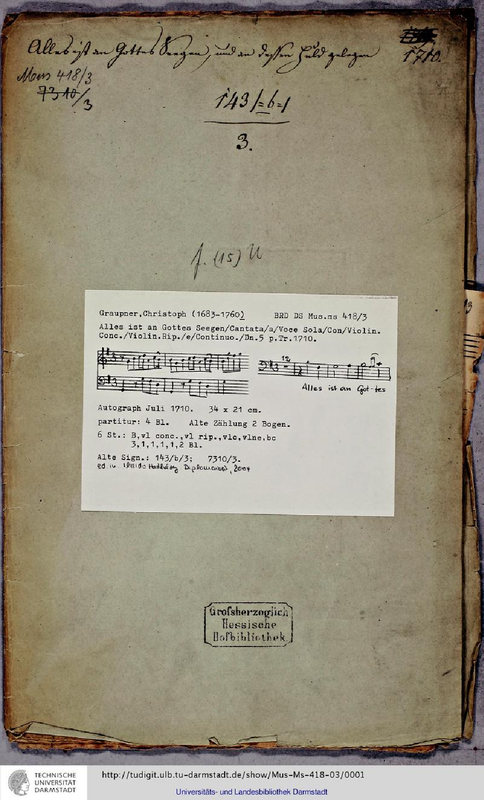 Alles ist an Gottes Seegen, und an dessen Huld gelegen
1710.
Mus 418/3
7310/3
143/=b=/
3.
f. (15) U
Graupner,Christoph (1683-1760) BRD DS Mus.ms 418/3
Alles ist an Gottes Seegen/Cantata/a/Voce Sola/Con/Violin.
Conc./Violin.Rip./e/Continuo./Dn.5 p.Tr.1710.
12
Alles ist an Got-tes
Autograph Juli 1710. 34 x 21 cm.
partitur: 4 Bl. Alte Zählung 2 Bogen.
6 St.: B,vl conc.,vl rip.,vlc,vlne.bc
3,1,1,1,1,2 Bl.
Alte Sign.: 143/b/3; 7310/3.
Großherzoglich
Hessische
Hofbibliothek
3
TECHNISCHE
UNIVERSITÄT
DARMSTADT
http://tudigit.ulb.tu-darmstadt.de/show/Mus-Ms-418-03/0001
Universitäts- und Landesbibliothek Darmstadt